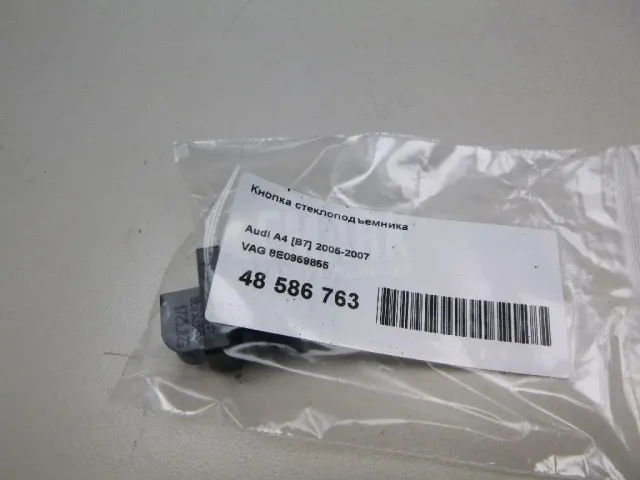 Кнопка стеклоподъемника
Audi A4 [B7] 2005-2007
VAG 8E0959855
48 586 763